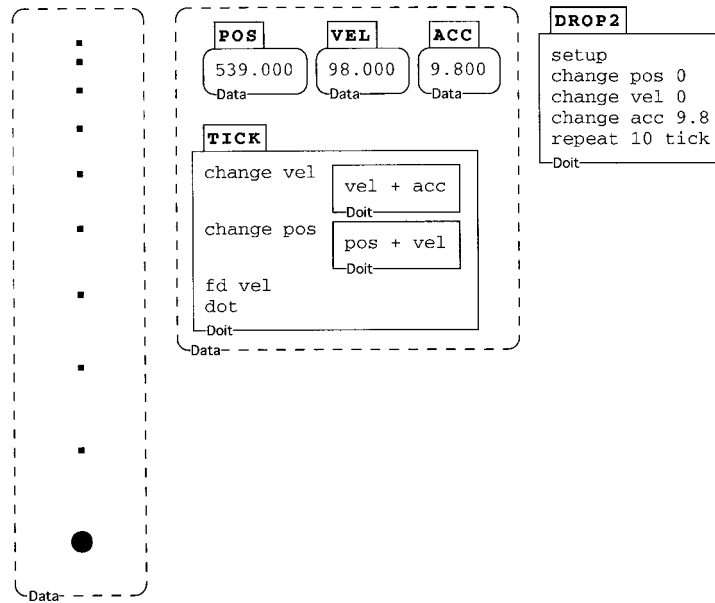 POS VEL ACC
539.000 98.000 9.800
Data Data Data
TICK
change vel vel + acc
Doit
change pos pos + vel
Doit
fd vel
dot
Doit
Data
DROP2
setup
change pos 0
change vel 0
change acc 9.8
repeat 10 tick
Doit
Data